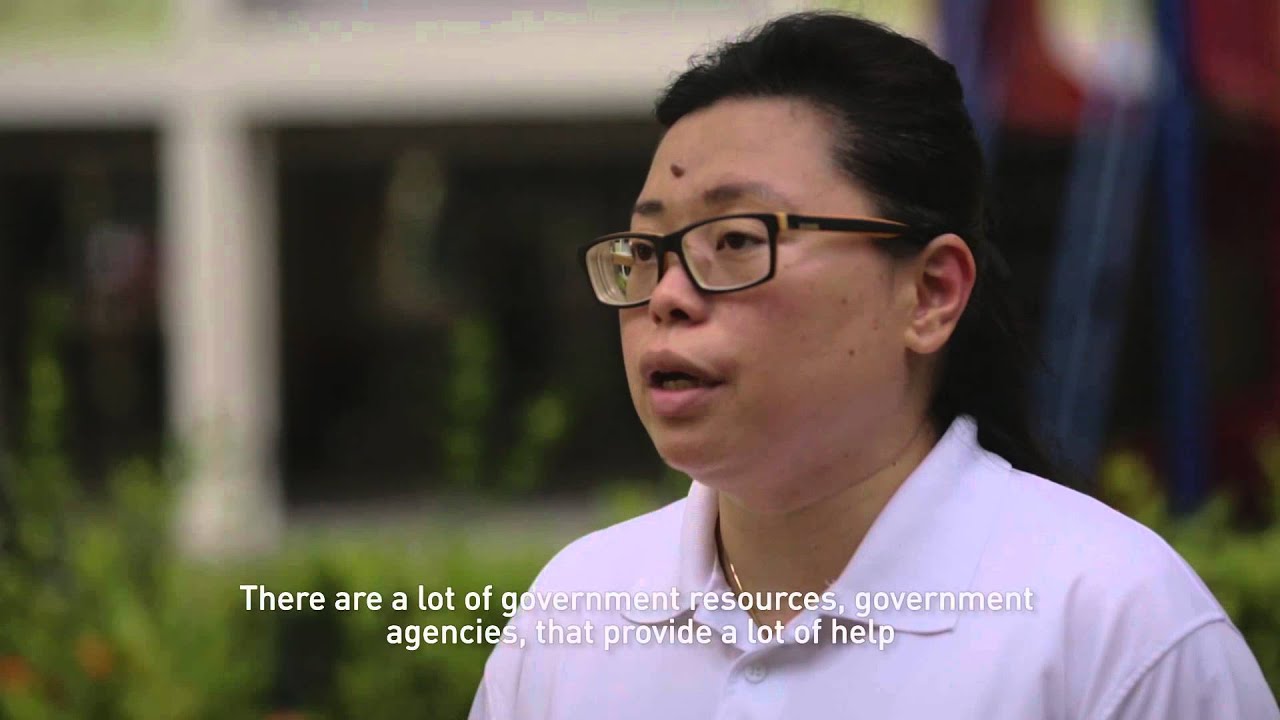 There are a lot of government resources, government
agencies, that provide a lot of help